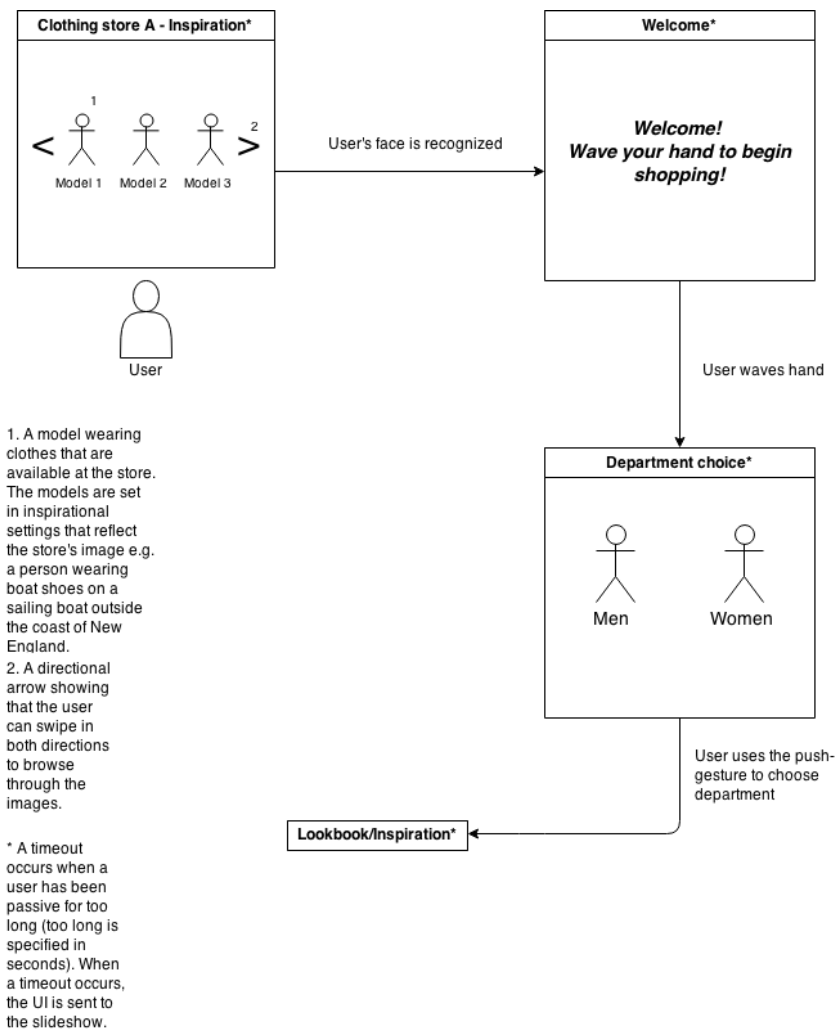 Clothing store A - Inspiration*
1
2
<
>
Model 1
Model 2
Model 3
User
User's face is recognized
Welcome*
Welcome!
Wave your hand to begin
shopping!
User waves hand
Department choice*
Men
Women
User uses the push-
gesture to choose
department
Lookbook/Inspiration*
1. A model wearing
clothes that are
available at the store.
The models are set
in inspirational
settings that reflect
the store's image e.g.
a person wearing
boat shoes on a
sailing boat outside
the coast of New
England.
2. A directional
arrow showing
that the user
can swipe in
both directions
to browse
through the
images.
* A timeout
occurs when a
user has been
passive for too
long (too long is
specified in
seconds). When
a timeout occurs,
the UI is sent to
the slideshow.